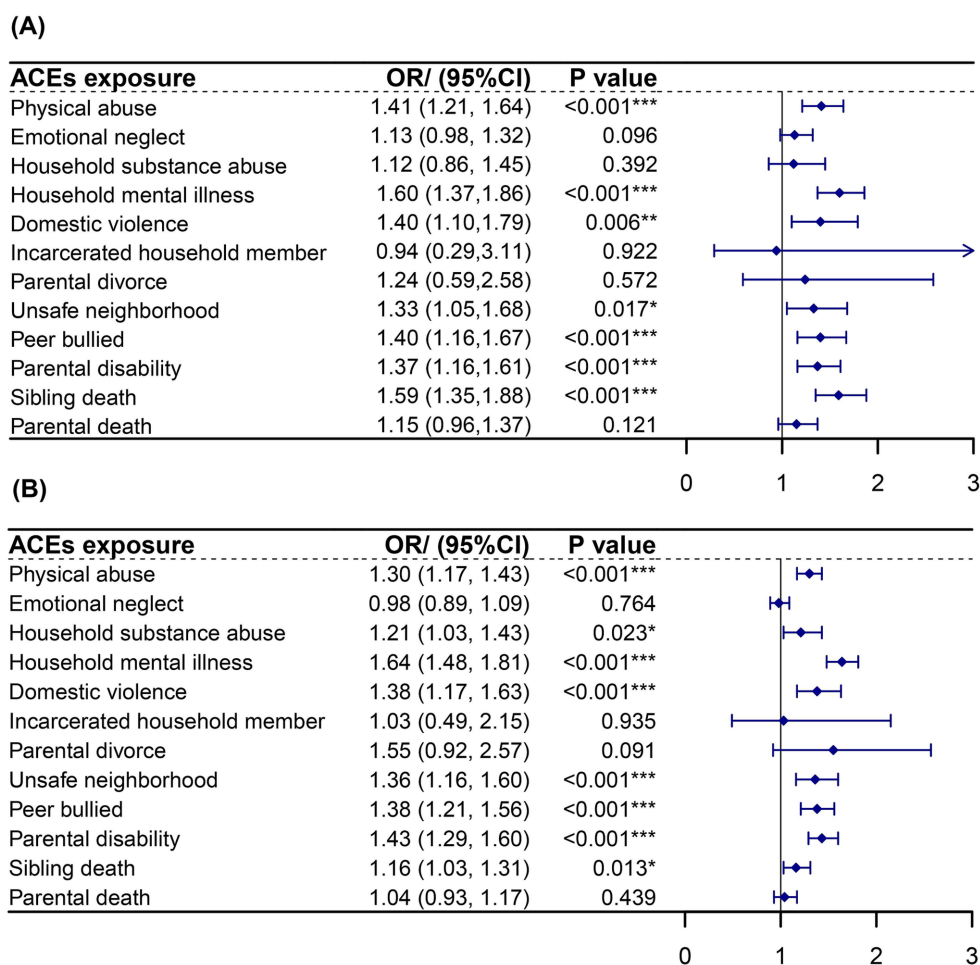 (A)
ACEs exposure OR/ (95%CI) P value
Physical abuse 1.41 (1.21, 1.64) <0.001***
Emotional neglect 1.13 (0.98, 1.32) 0.096
Household substance abuse 1.12 (0.86, 1.45) 0.392
Household mental illness 1.60 (1.37,1.86) <0.001***
Domestic violence 1.40 (1.10,1.79) 0.006**
Incarcerated household member 0.94 (0.29,3.11) 0.922
Parental divorce 1.24 (0.59,2.58) 0.572
Unsafe neighborhood 1.33 (1.05,1.68) 0.017*
Peer bullied 1.40 (1.16,1.67) <0.001***
Parental disability 1.37 (1.16,1.61) <0.001***
Sibling death 1.59 (1.35,1.88) <0.001***
Parental death 1.15 (0.96,1.37) 0.121
0 1 2 3
(B)
ACEs exposure OR/ (95%CI) P value
Physical abuse 1.30 (1.17, 1.43) <0.001***
Emotional neglect 0.98 (0.89, 1.09) 0.764
Household substance abuse 1.21 (1.03, 1.43) 0.023*
Household mental illness 1.64 (1.48, 1.81) <0.001***
Domestic violence 1.38 (1.17, 1.63) <0.001***
Incarcerated household member 1.03 (0.49, 2.15) 0.935
Parental divorce 1.55 (0.92, 2.57) 0.091
Unsafe neighborhood 1.36 (1.16, 1.60) <0.001***
Peer bullied 1.38 (1.21, 1.56) <0.001***
Parental disability 1.43 (1.29, 1.60) <0.001***
Sibling death 1.16 (1.03, 1.31) 0.013*
Parental death 1.04 (0.93, 1.17) 0.439
0 1 2 3